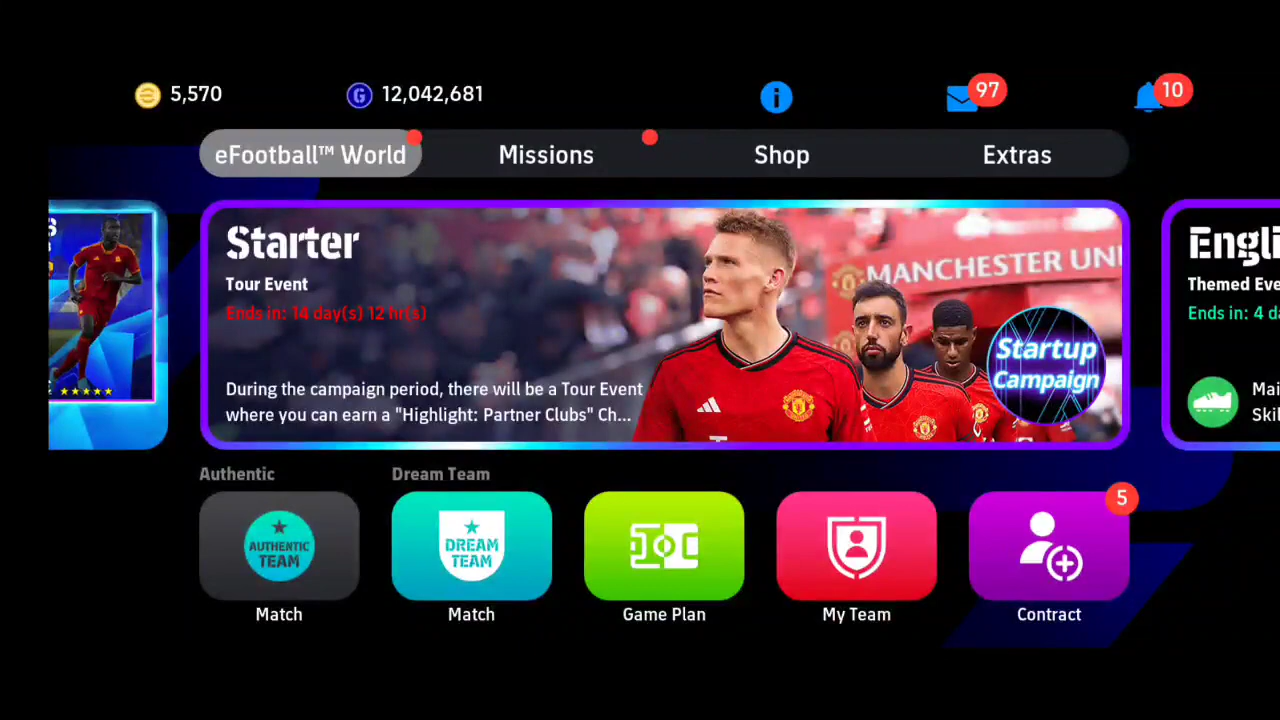 5,570
12,042,681
97
10
eFootball™ World
Missions
Shop
Extras
Starter
Tour Event
Ends in: 14 day(s) 12 hr(s)
During the campaign period, there will be a Tour Event
where you can earn a "Highlight: Partner Clubs" Ch...
MANCHESTER UNI
Startup
Campaign
Engli
Themed Eve
Ends in: 4 da
Mai
Skil
Authentic
Dream Team
AUTHENTIC
TEAM
DREAM
TEAM
5
Match
Match
Game Plan
My Team
Contract